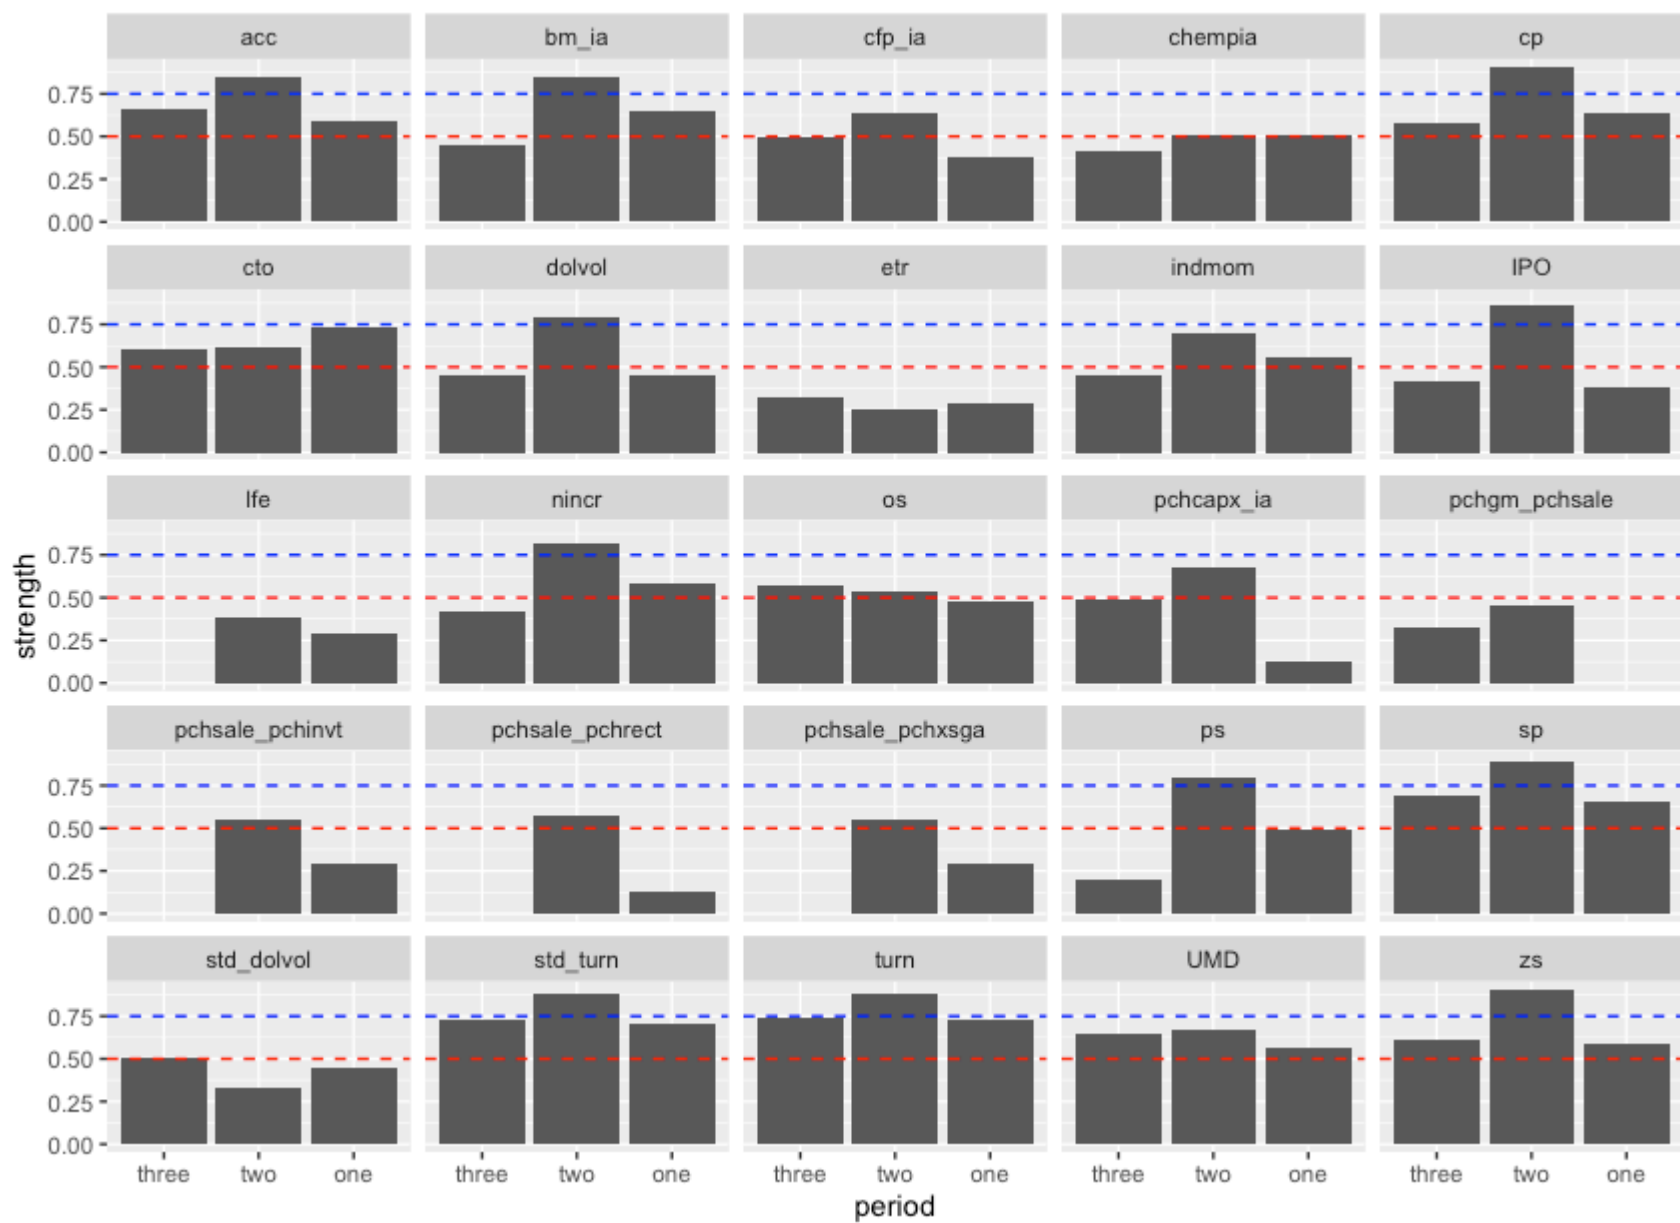 acc bm_ia cfp_ia chempia cp
0.75
0.50
0.25
0.00
cto dolvol etr indmom IPO
0.75
0.50
0.25
0.00
lfe nincr os pchcapx_ia pchgm_pchsale
0.75
0.50
0.25
0.00
strength
pchsale_pchinvt pchsale_pchrect pchsale_pchxsga ps sp
0.75
0.50
0.25
0.00
std_dolvol std_turn turn UMD zs
0.75
0.50
0.25
0.00
three two one three two one three two one three two one three two one
period